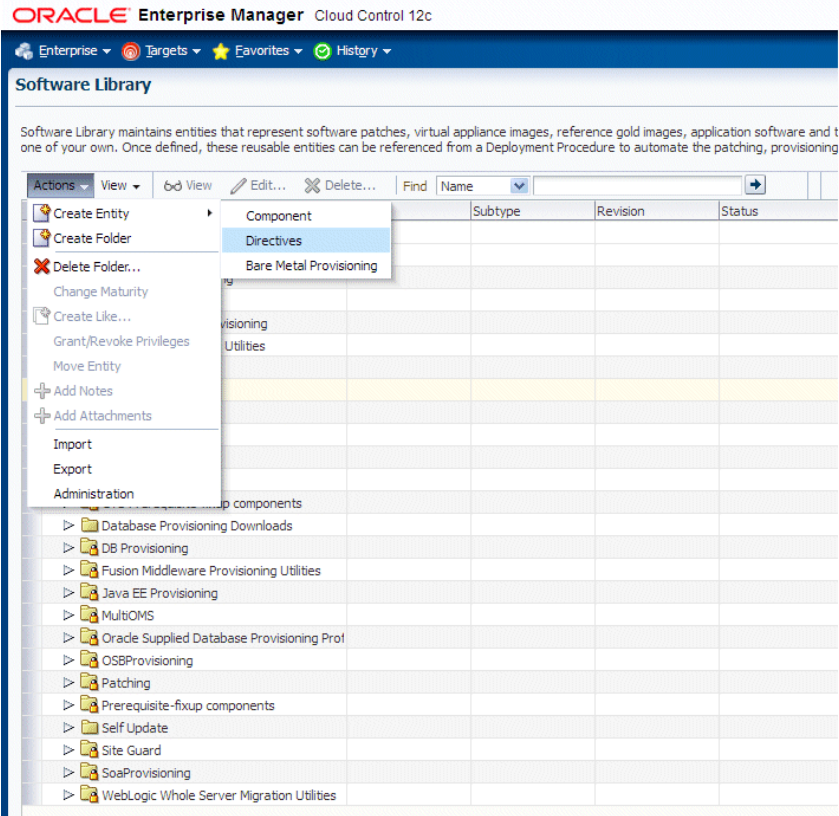 ORACLE Enterprise Manager Cloud Control 12c
Enterprise Targets Favorites History
Software Library
Software Library maintains entities that represent software patches, virtual appliance images, reference gold images, application software and
one of your own. Once defined, these reusable entities can be referenced from a Deployment Procedure to automate the patching, provisioning
Actions View View Edit... Delete... Find Name
Subtype Revision Status
Create Entity
Component
Create Folder
Directives
Delete Folder...
Bare Metal Provisioning
Change Maturity
Create Like...
Grant/Revoke Privileges
Utilities
Move Entity
Add Notes
Add Attachments
Import
Export
Administration
components
Database Provisioning Downloads
DB Provisioning
Fusion Middleware Provisioning Utilities
Java EE Provisioning
MultiOMS
Oracle Supplied Database Provisioning Prof
OSBProvisioning
Patching
Prerequisite-fixup components
Self Update
Site Guard
SoaProvisioning
WebLogic Whole Server Migration Utilities